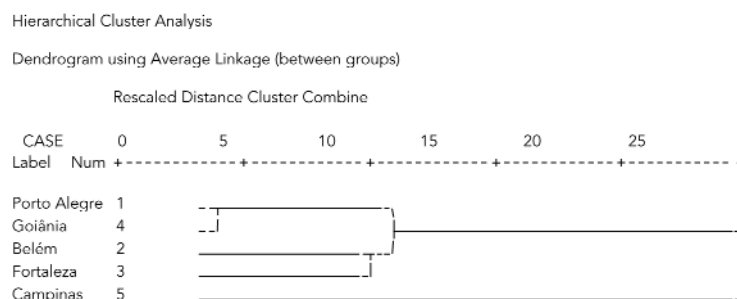 Hierarchical Cluster Analysis
Dendrogram using Average Linkage (between groups)
Rescaled Distance Cluster Combine
CASE 0 5 10 15 20 25
Label Num +---------+---------+---------+---------+---------
Porto Alegre 1
Goiânia 4
Belém 2
Fortaleza 3
Campinas 5